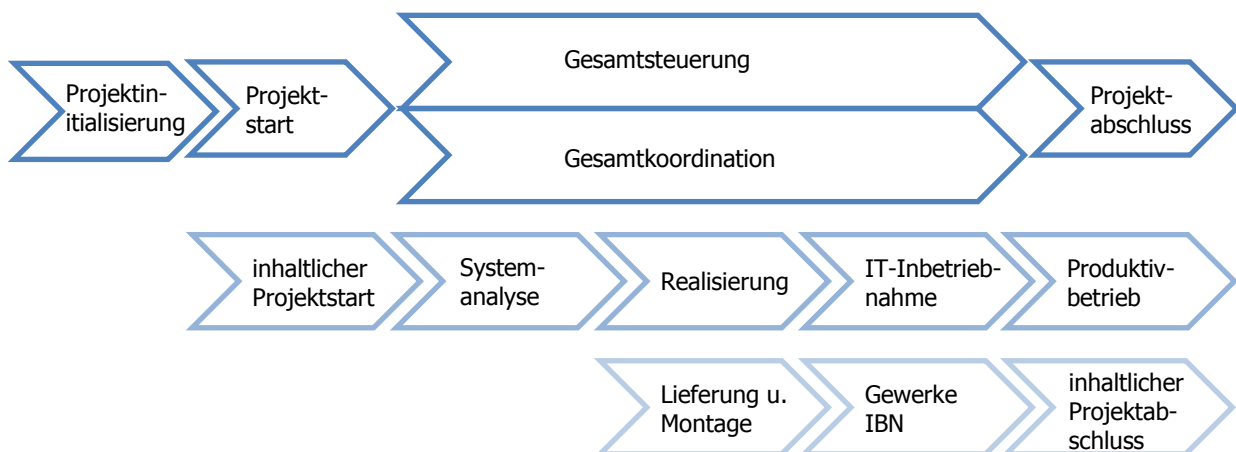 Gesamtsteuerung
Projektin-
itialisierung
Projekt-
start
Projekt-
abschluss
Gesamtkoordination
inhaltlicher
Projektstart
System-
analyse
Realisierung
IT-Inbetrieb-
nahme
Produktiv-
betrieb
Lieferung u.
Montage
Gewerke
IBN
inhaltlicher
Projektab-
schluss